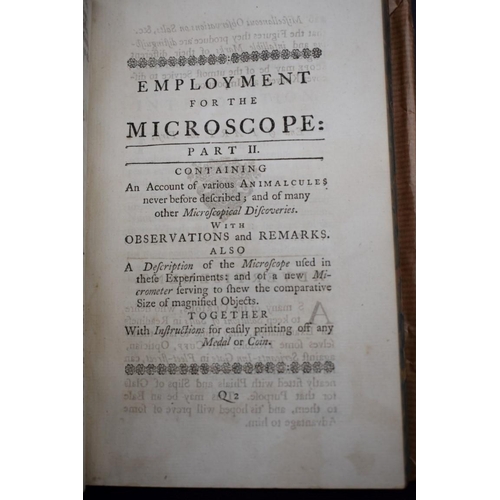 EMPLOYMENT
FOR THE
MICROSCOPE:
PART II.
CONTAINING
An Account of various ANIMALCULES
never before deſcribed; and of many
other Microſcopical Diſcoveries.
WITH
OBSERVATIONS and REMARKS.
ALSO
A Deſcription of the Microſcope uſed in
theſe Experiments: and of a new Mi-
crometer ſerving to ſhew the comparative
Size of magnified Objects.
TOGETHER
With Inſtructions for eaſily printing off any
Medal or Coin.
Q 2